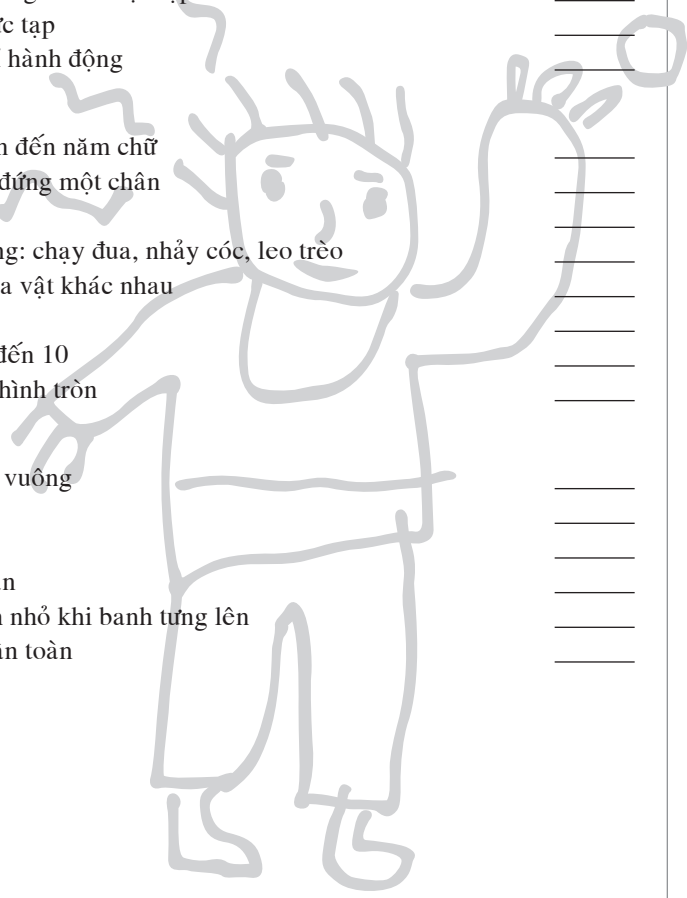 ức tạp
hành động
đến năm chữ
đứng một chân
ng: chạy đua, nhảy cóc, leo trèo
a vật khác nhau
đến 10
hình tròn
vuông
nhỏ khi banh tưng lên
toàn